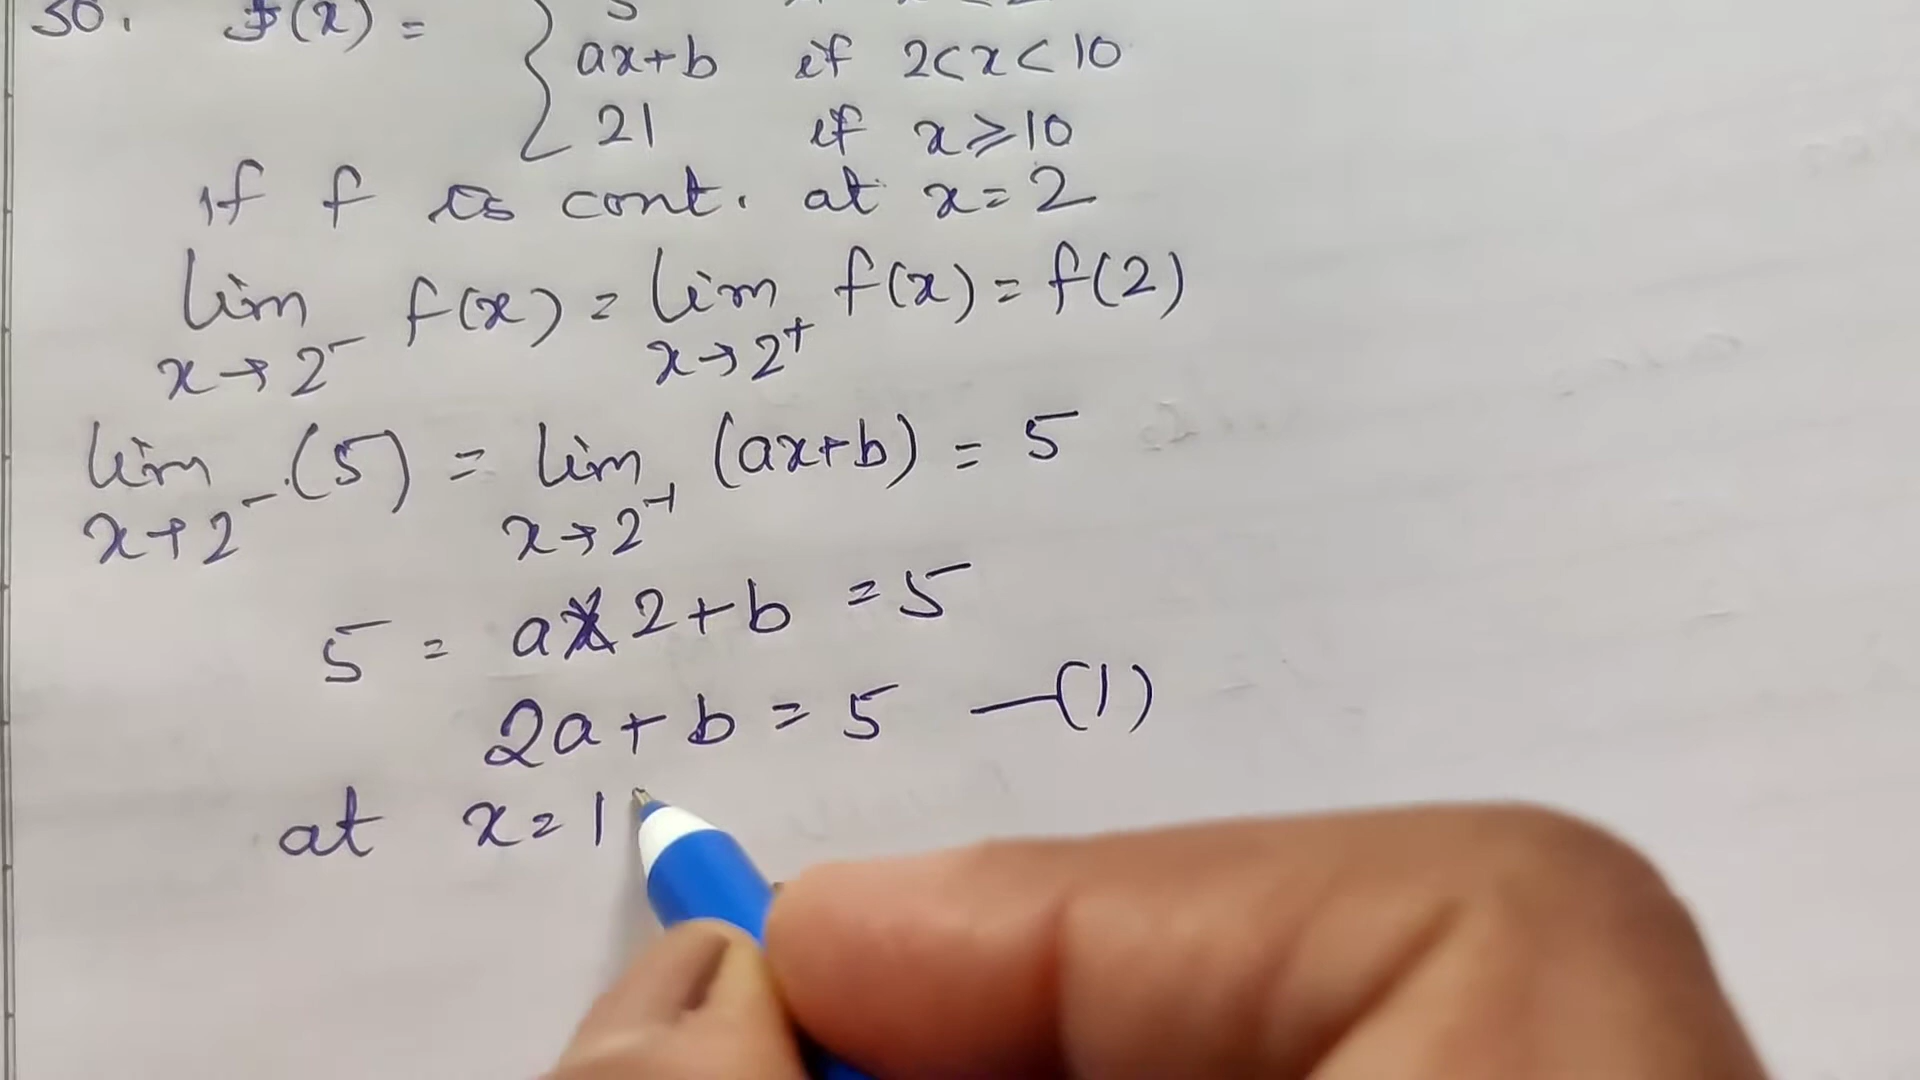 30. f(x) = { 5
ax+b if 2<x<10
21 if x⩾10
if f is cont. at x=2
lim x→2⁻ f(x) = lim x→2⁺ f(x) = f(2)
lim x→2⁻ (5) = lim x→2⁺ (ax+b) = 5
5 = a 2+b = 5
2a+b = 5 —(1)
at x=1